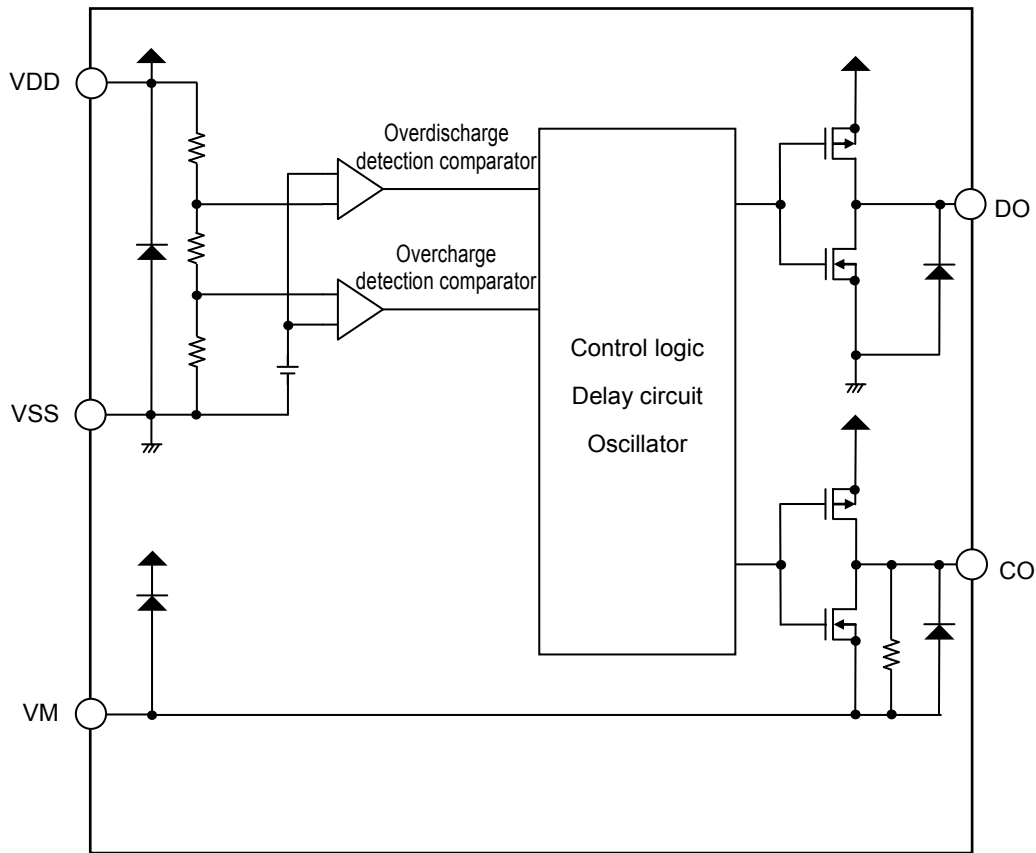 VDD
Overdischarge
detection comparator
DO
Overcharge
detection comparator
Control logic
Delay circuit
Oscillator
VSS
CO
VM